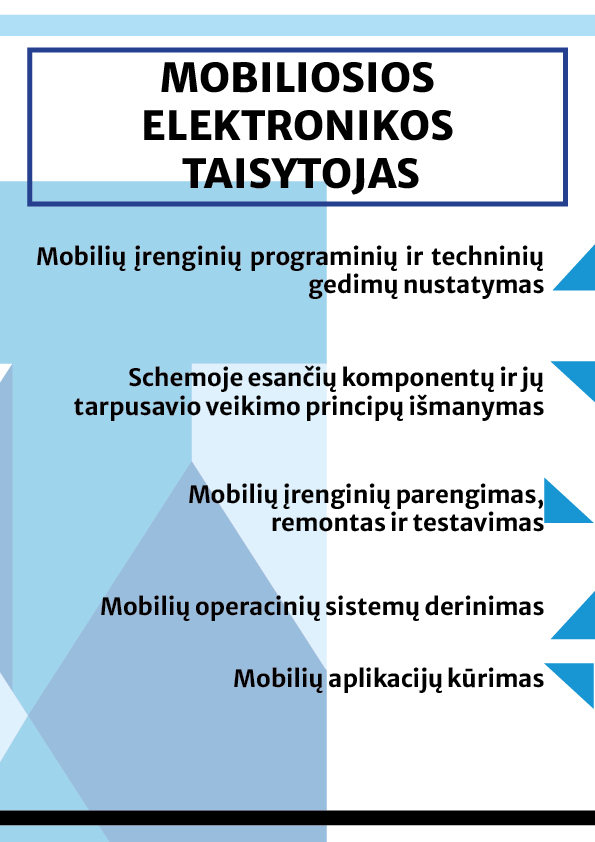 MOBILIOSIOS
ELEKTRONIKOS
TAISYTOJAS
Mobilių įrenginių programinių ir techninių
gedimų nustatymas
Schemoje esančių komponentų ir jų
tarpusavio veikimo principų išmanymas
Mobilių įrenginių parengimas,
remontas ir testavimas
Mobilių operacinių sistemų derinimas
Mobilių aplikacijų kūrimas